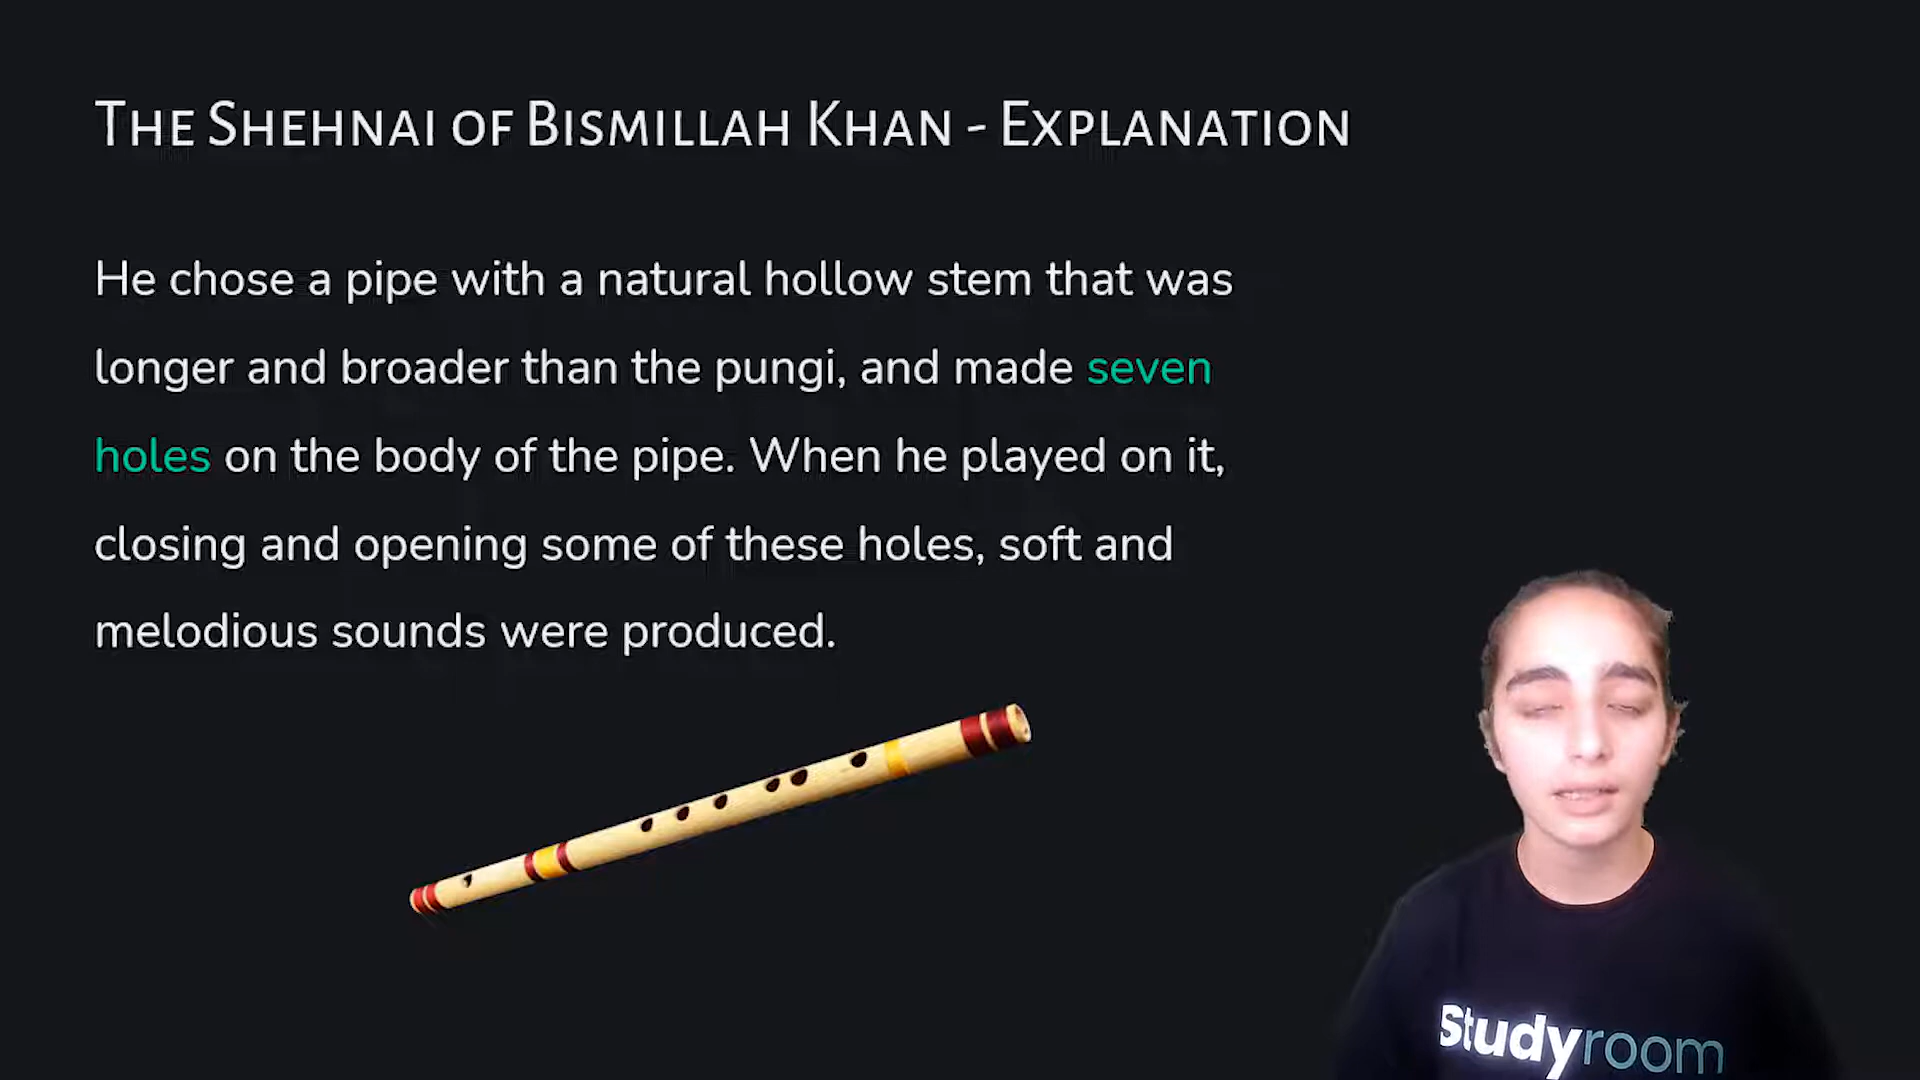 The Shehnai of Bismillah Khan - Explanation
He chose a pipe with a natural hollow stem that was
longer and broader than the pungi, and made seven
holes on the body of the pipe. When he played on it,
closing and opening some of these holes, soft and
melodious sounds were produced.
Studyroom